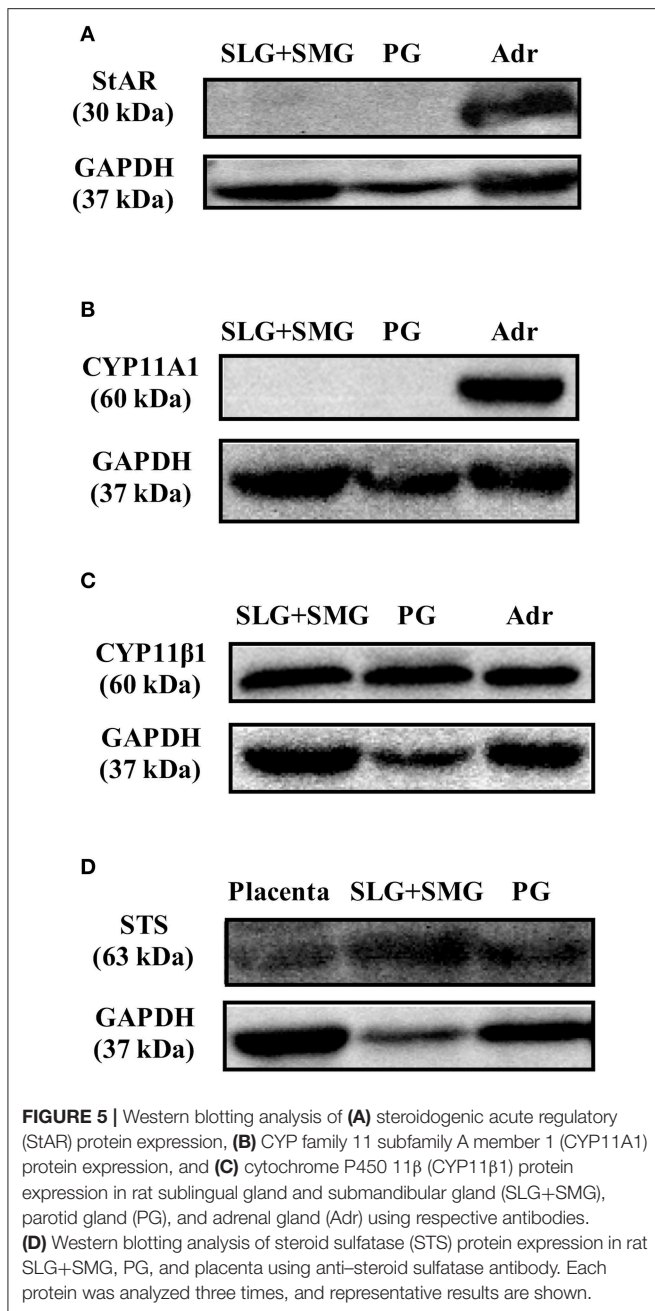 A
SLG+SMG PG Adr
StAR
(30 kDa)
GAPDH
(37 kDa)
B
SLG+SMG PG Adr
CYP11A1
(60 kDa)
GAPDH
(37 kDa)
C
SLG+SMG PG Adr
CYP11β1
(60 kDa)
GAPDH
(37 kDa)
D
Placenta SLG+SMG PG
STS
(63 kDa)
GAPDH
(37 kDa)
FIGURE 5 | Western blotting analysis of (A) steroidogenic acute regulatory
(StAR) protein expression, (B) CYP family 11 subfamily A member 1 (CYP11A1)
protein expression, and (C) cytochrome P450 11β (CYP11β1) protein
expression in rat sublingual gland and submandibular gland (SLG+SMG),
parotid gland (PG), and adrenal gland (Adr) using respective antibodies.
(D) Western blotting analysis of steroid sulfatase (STS) protein expression in rat
SLG+SMG, PG, and placenta using anti–steroid sulfatase antibody. Each
protein was analyzed three times, and representative results are shown.